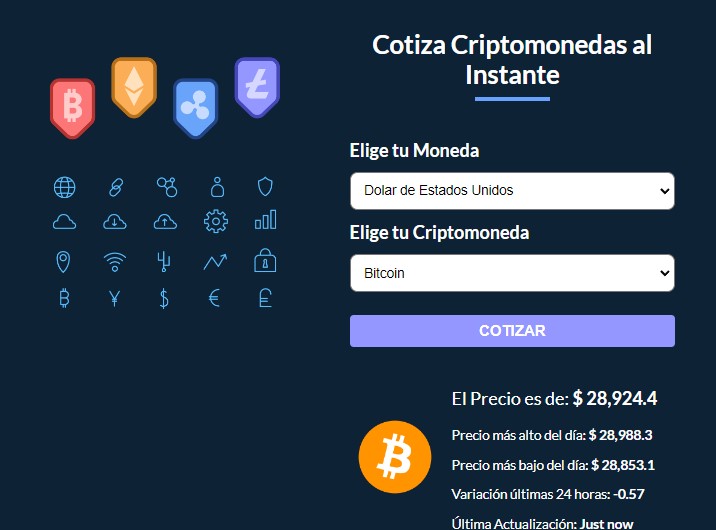 Cotiza Criptomonedas al
Instante
Elige tu Moneda
Dolar de Estados Unidos
Elige tu Criptomoneda
Bitcoin
COTIZAR
El Precio es de: $ 28,924.4
Precio más alto del día: $ 28,988.3
Precio más bajo del día: $ 28,853.1
Variación últimas 24 horas: -0.57
Última Actualización: Just now